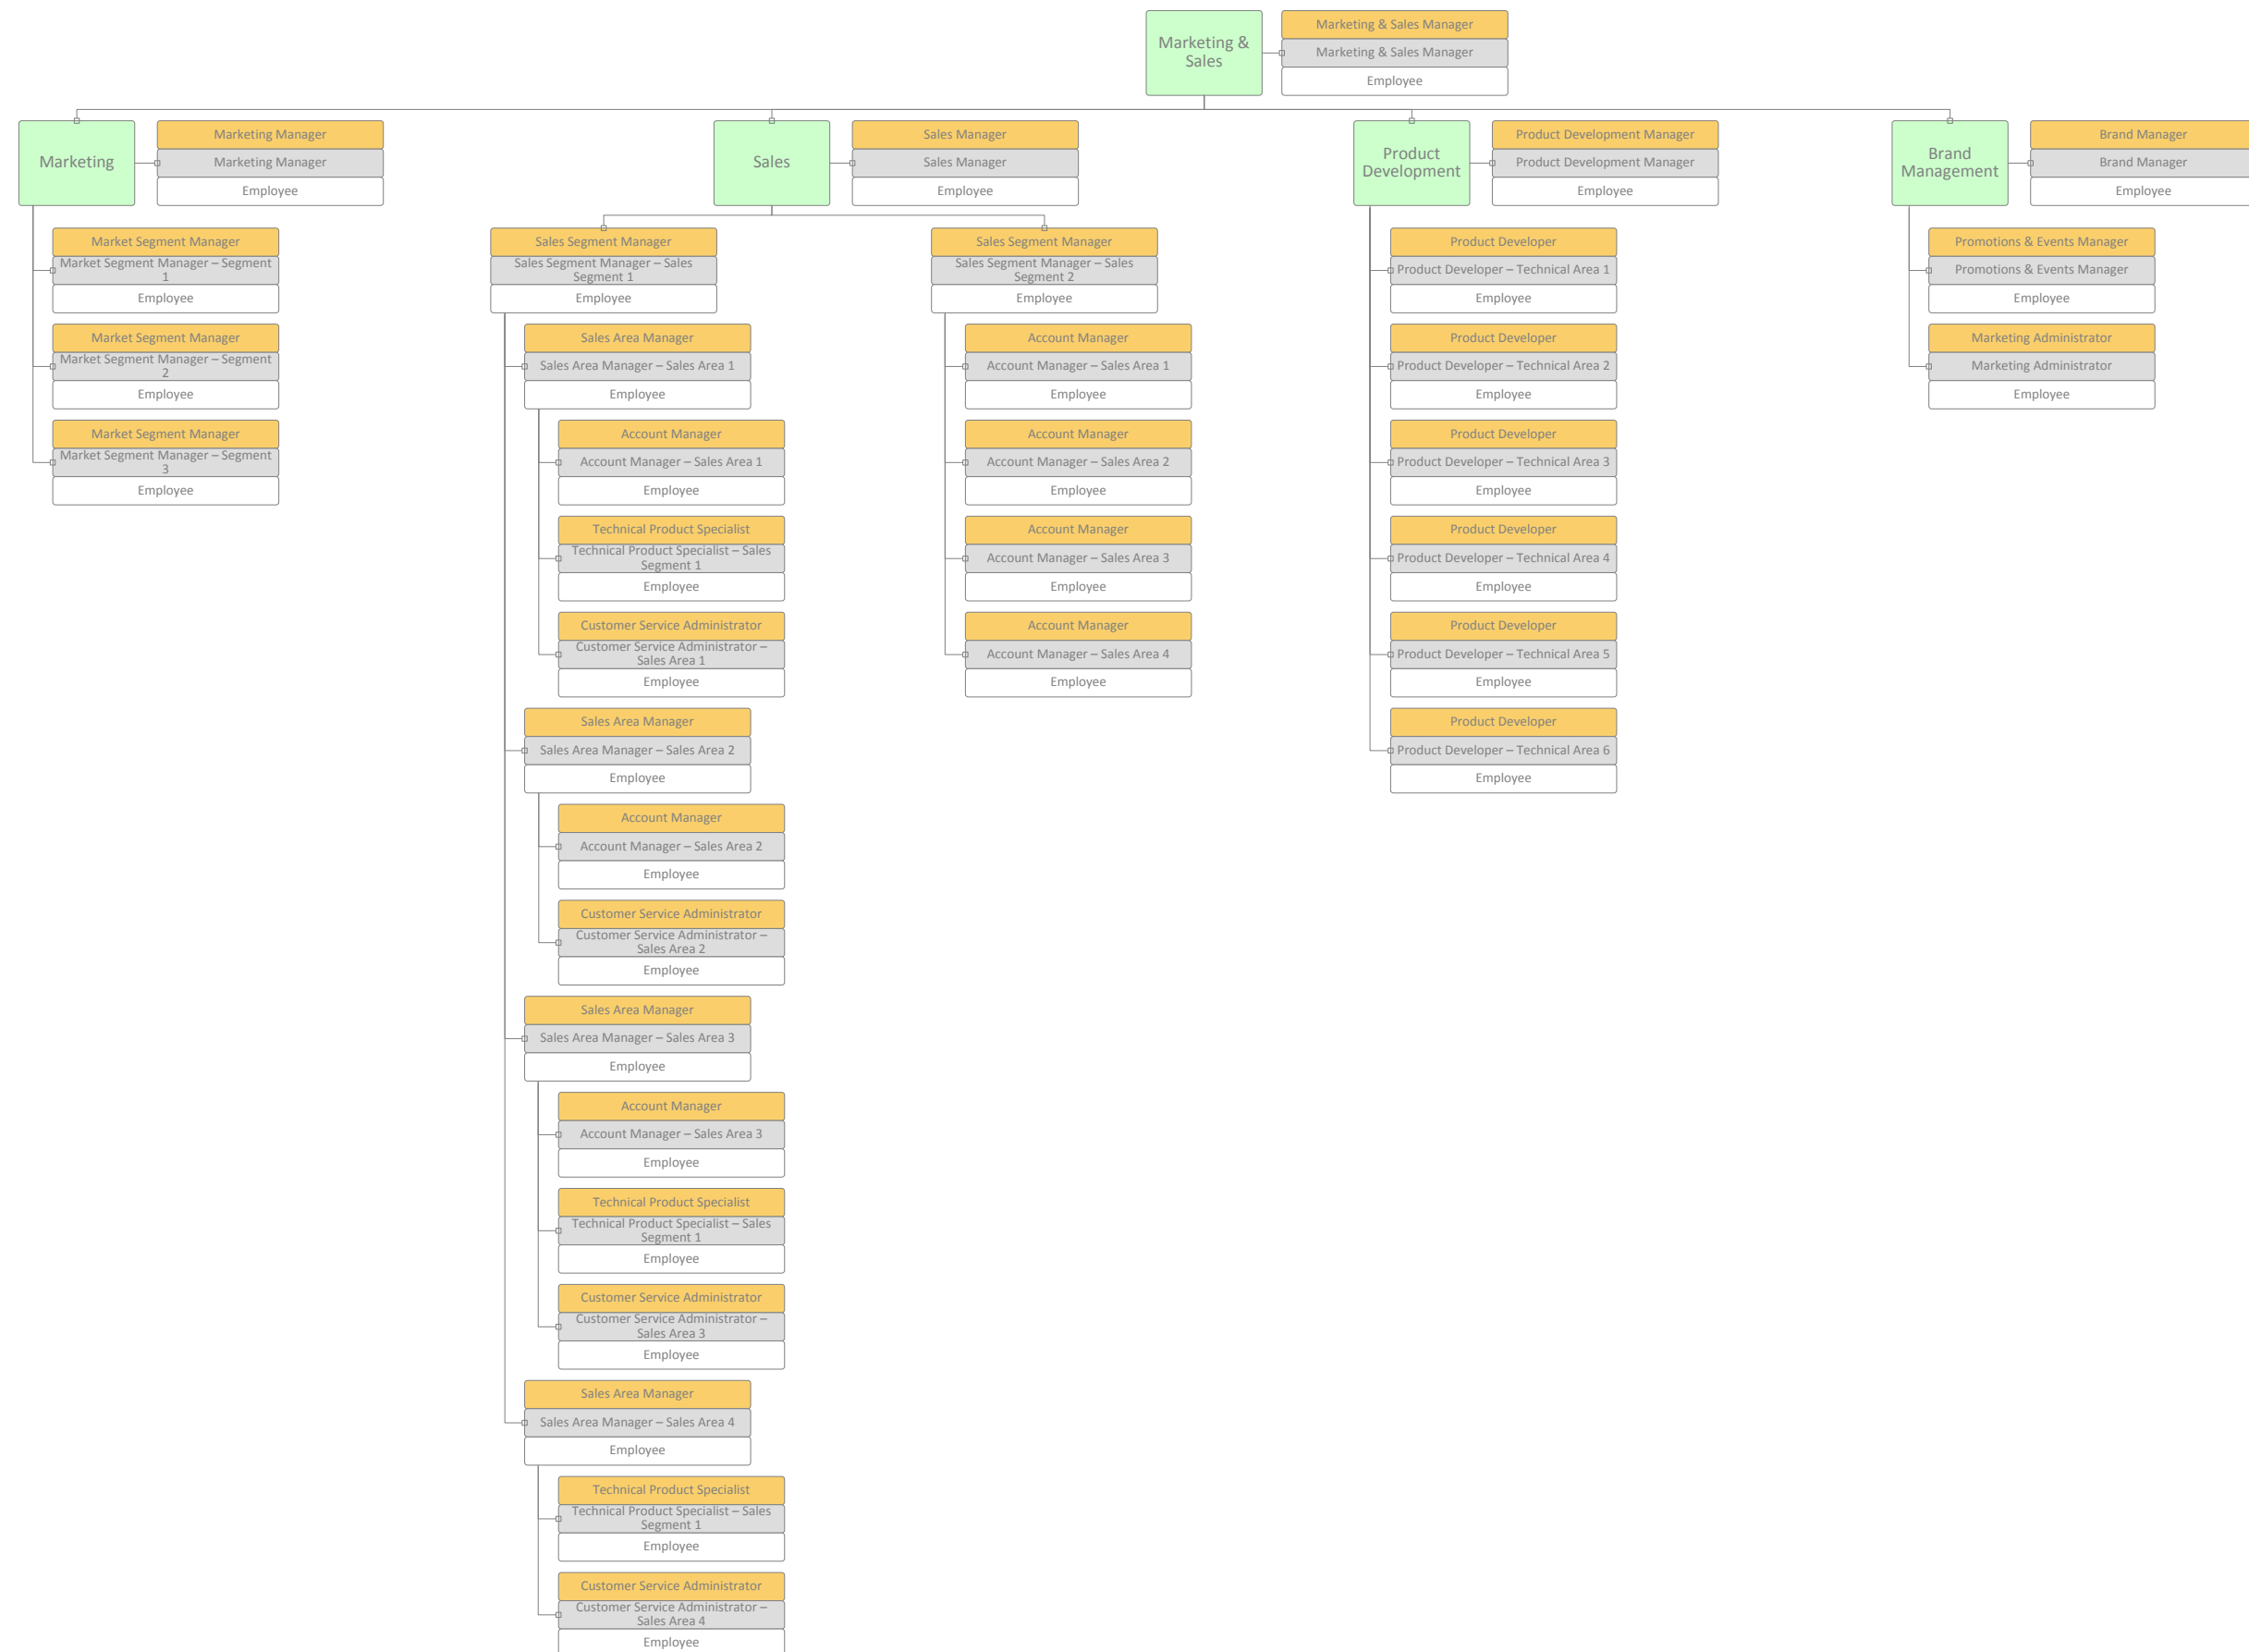 Marketing &
Sales
Marketing & Sales Manager
Marketing & Sales Manager
Employee
Marketing
Marketing Manager
Marketing Manager
Employee
Sales
Sales Manager
Sales Manager
Employee
Product
Development
Product Development Manager
Product Development Manager
Employee
Brand
Management
Brand Manager
Brand Manager
Employee
Market Segment Manager
Market Segment Manager – Segment
1
Employee
Market Segment Manager
Market Segment Manager – Segment
2
Employee
Market Segment Manager
Market Segment Manager – Segment
3
Employee
Sales Segment Manager
Sales Segment Manager – Sales
Segment 1
Employee
Sales Area Manager
Sales Area Manager – Sales Area 1
Employee
Account Manager
Account Manager – Sales Area 1
Employee
Technical Product Specialist
Technical Product Specialist – Sales
Segment 1
Employee
Customer Service Administrator
Customer Service Administrator –
Sales Area 1
Employee
Sales Area Manager
Sales Area Manager – Sales Area 2
Employee
Account Manager
Account Manager – Sales Area 2
Employee
Customer Service Administrator
Customer Service Administrator –
Sales Area 2
Employee
Sales Area Manager
Sales Area Manager – Sales Area 3
Employee
Account Manager
Account Manager – Sales Area 3
Employee
Technical Product Specialist
Technical Product Specialist – Sales
Segment 1
Employee
Customer Service Administrator
Customer Service Administrator –
Sales Area 3
Employee
Sales Area Manager
Sales Area Manager – Sales Area 4
Employee
Technical Product Specialist
Technical Product Specialist – Sales
Segment 1
Employee
Customer Service Administrator
Customer Service Administrator –
Sales Area 4
Employee
Sales Segment Manager
Sales Segment Manager – Sales
Segment 2
Employee
Account Manager
Account Manager – Sales Area 1
Employee
Account Manager
Account Manager – Sales Area 2
Employee
Account Manager
Account Manager – Sales Area 3
Employee
Account Manager
Account Manager – Sales Area 4
Employee
Product Developer
Product Developer – Technical Area 1
Employee
Product Developer
Product Developer – Technical Area 2
Employee
Product Developer
Product Developer – Technical Area 3
Employee
Product Developer
Product Developer – Technical Area 4
Employee
Product Developer
Product Developer – Technical Area 5
Employee
Product Developer
Product Developer – Technical Area 6
Employee
Promotions & Events Manager
Promotions & Events Manager
Employee
Marketing Administrator
Marketing Administrator
Employee